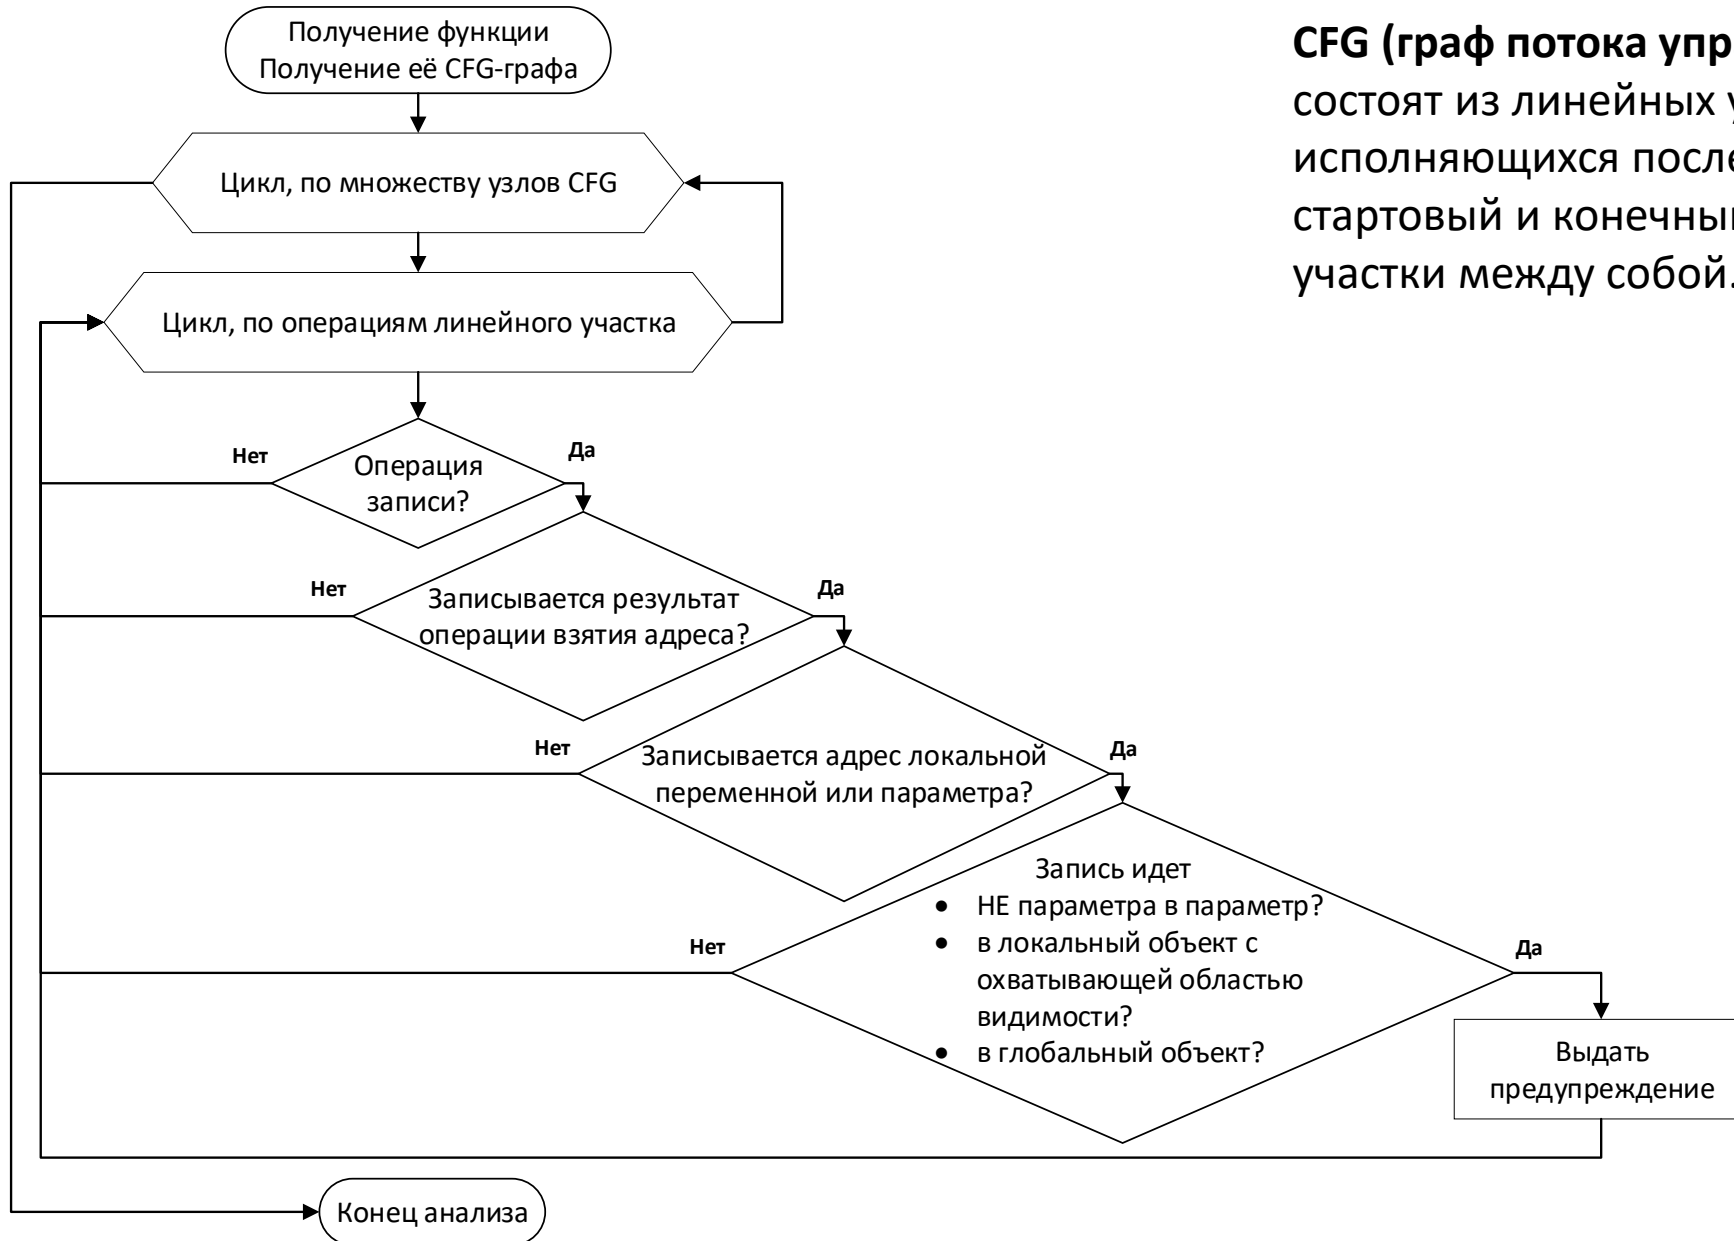 Получение функции
Получение её CFG-графа
CFG (граф потока
состоят из линейных
исполняющихся
стартовый и
участки между собой.
Цикл, по множеству узлов CFG
Цикл, по операциям линейного участка
Нет
Да
Операция
записи?
Нет
Да
Записывается результат
операции взятия адреса?
Нет
Да
Записывается адрес локальной
переменной или параметра?
Запись идет
• НЕ параметра в параметр?
• в локальный объект с
охватывающей областью
видимости?
• в глобальный объект?
Нет
Да
Выдать
предупреждение
Конец анализа